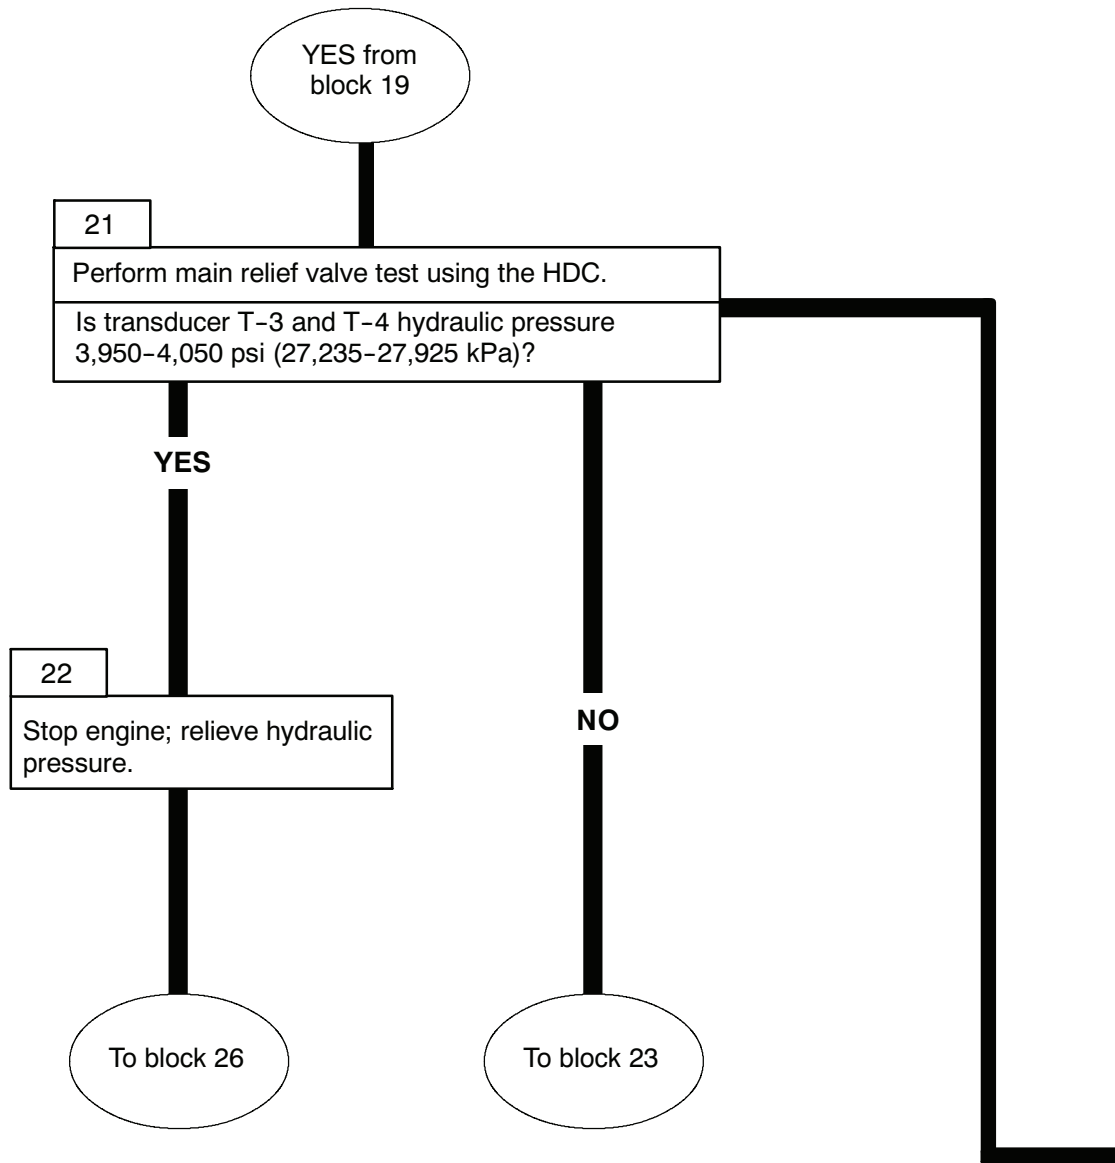 YES from
block 19
21
Perform main relief valve test using the HDC.
Is transducer T-3 and T-4 hydraulic pressure
3,950-4,050 psi (27,235-27,925 kPa)?
YES
22
Stop engine; relieve hydraulic
pressure.
NO
To block 26
To block 23